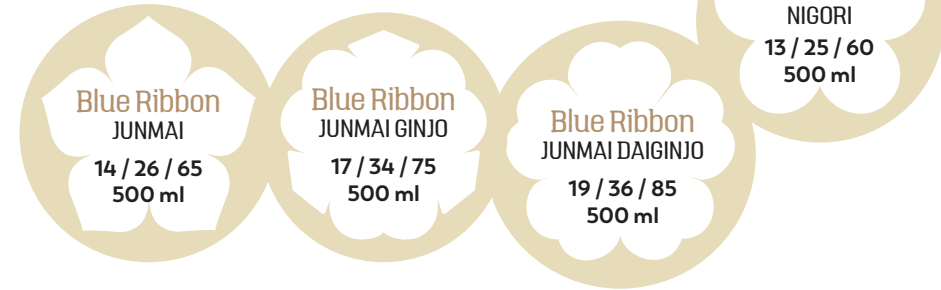 Blue Ribbon
JUNMAI
14 / 26 / 65
500 ml
Blue Ribbon
JUNMAI GINJO
17 / 34 / 75
500 ml
Blue Ribbon
JUNMAI DAIGINJO
19 / 36 / 85
500 ml
NIGORI
13 / 25 / 60
500 ml